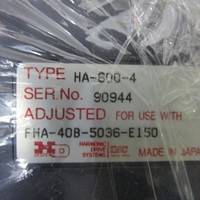 TYPE HA-600-4
SER.No. 90944
ADJUSTED FOR USE WITH
FHA-40B-5036-E150
HARMONIC
DRIVE
SYSTEMS
MADE IN JAPAN